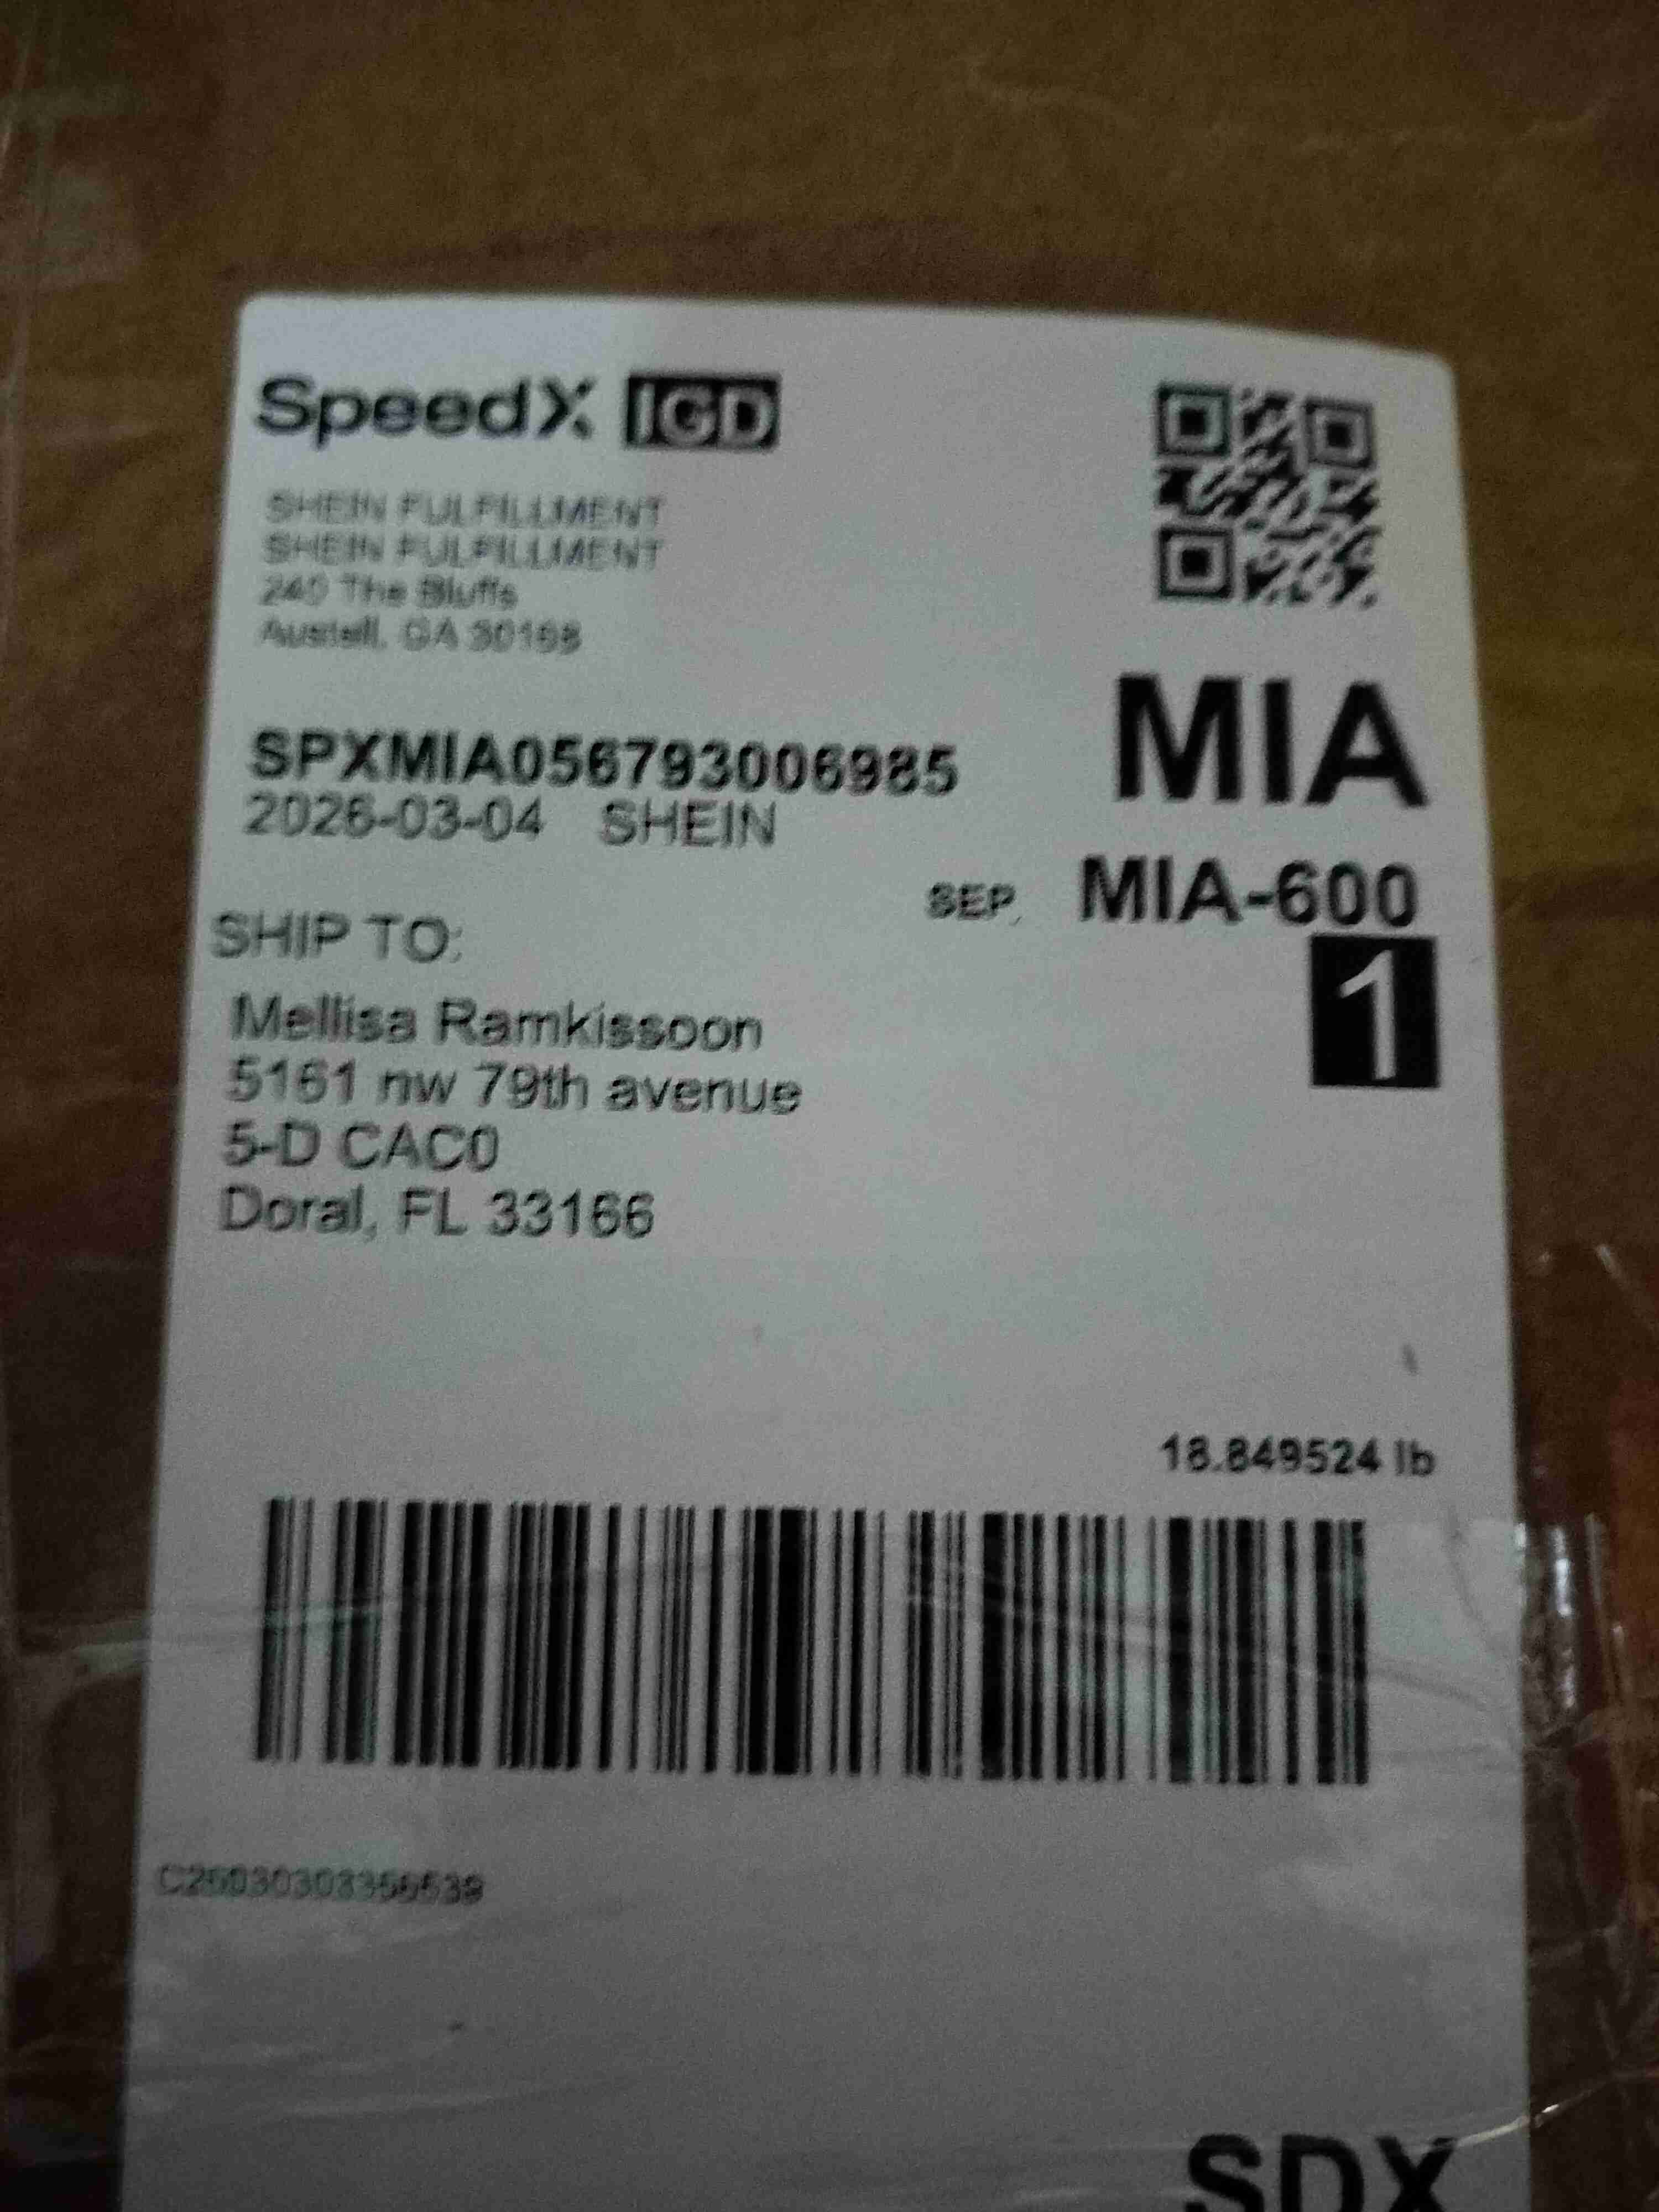 SpeedX IGD
SHEIN FULFILLMENT
SHEIN FULFILLMENT
240 The Bluffs
Austell, GA 30168
MIA
SPXMIA056793006985
2026-03-04 SHEIN
SEP. MIA-600
1
SHIP TO:
Mellisa Ramkissoon
5161 nw 79th avenue
5-D CAC0
Doral, FL 33166
18.849524 lb
SDX